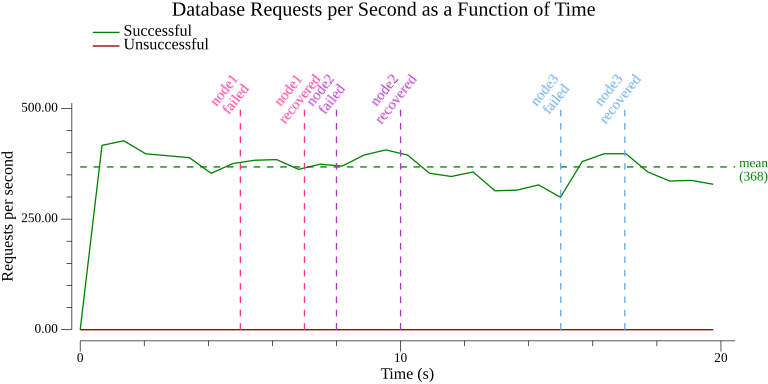 Database Requests per Second as a Function of Time
Successful
Unsuccessful
node1
failed
node1
recovered
node2
failed
node2
recovered
node3
failed
node3
recovered
500.00
250.00
0.00
Requests per second
mean
(368)
0
10
20
Time (s)